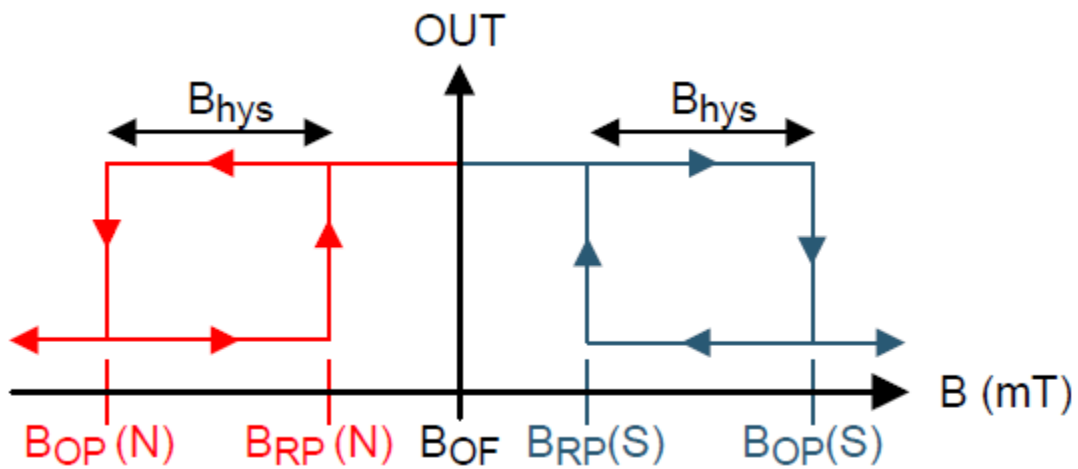 OUT
Bhys
Bhys
B (mT)
BOP (N)
BRP (N)
BOF
BRP(S)
BOP(S)